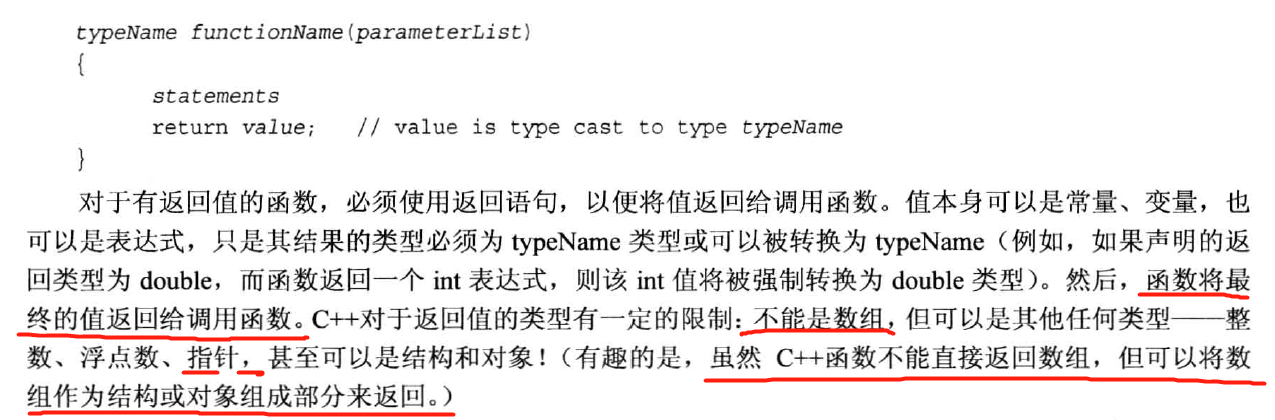 typeName functionName(parameterList)
{
statements
return value; // value is type cast to type typeName
}
对于有返回值的函数，必须使用返回语句，以便将值返回给调用函数。值本身可以是常量、变量，也
可以是表达式，只是其结果的类型必须为 typeName 类型或可以被转换为 typeName（例如，如果声明的返
回类型为 double，而函数返回一个 int 表达式，则该 int 值将被强制转换为 double 类型）。然后，函数将最
终的值返回给调用函数。C++对于返回值的类型有一定的限制：不能是数组，但可以是其他任何类型——整
数、浮点数、指针，甚至可以是结构和对象！（有趣的是，虽然 C++函数不能直接返回数组，但可以将数
组作为结构或对象组成部分来返回。）